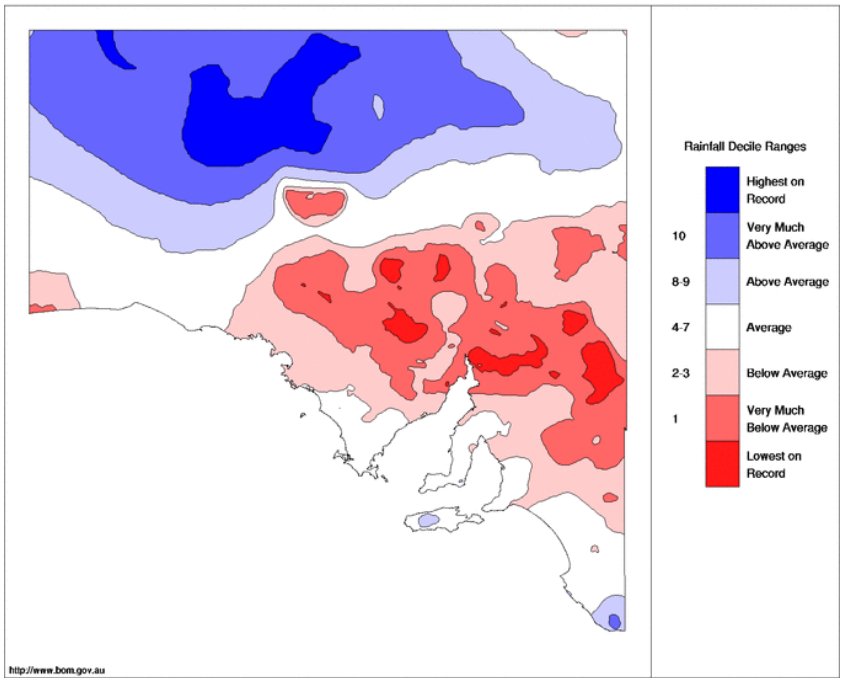 Rainfall Decile Ranges
Highest on
Record
10
Very Much
Above Average
8-9
Above Average
4-7
Average
2-3
Below Average
1
Very Much
Below Average
Lowest on
Record
http://www.bom.gov.au